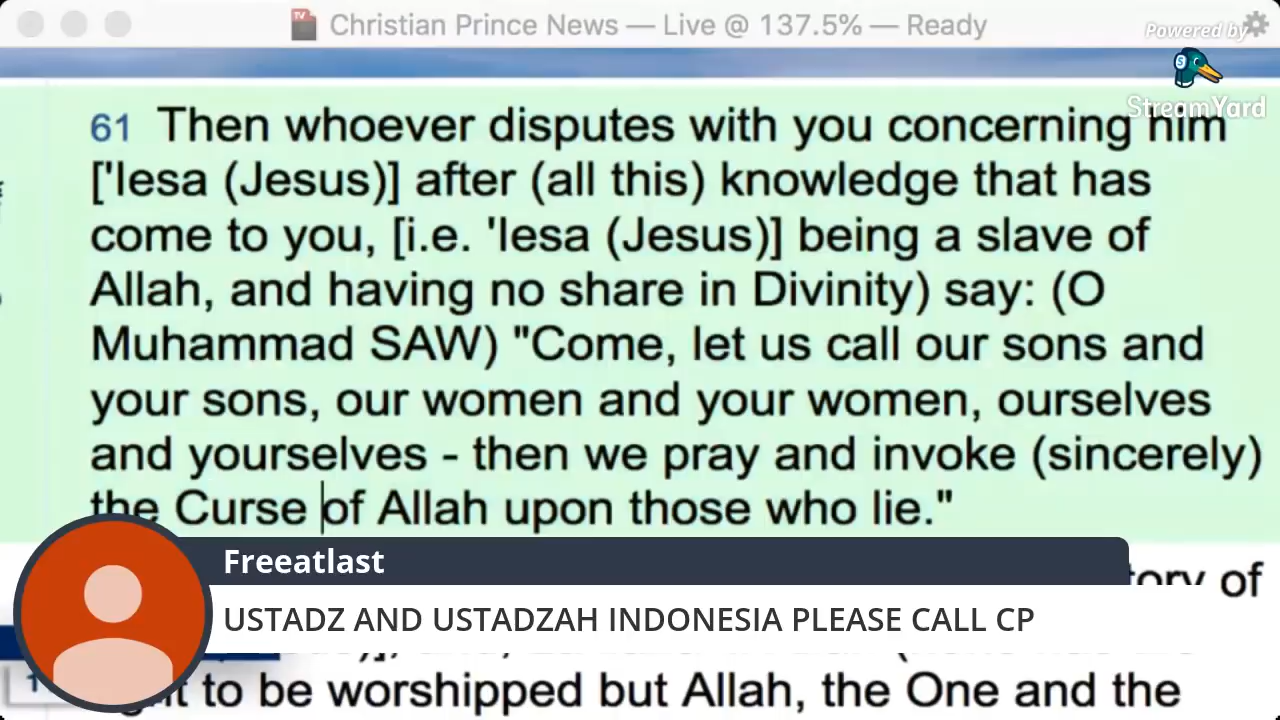 Christian Prince News — Live @ 137.5% — Ready
Powered by
StreamYard
61 Then whoever disputes with you concerning him
['Iesa (Jesus)] after (all this) knowledge that has
come to you, [i.e. 'Iesa (Jesus)] being a slave of
Allah, and having no share in Divinity) say: (O
Muhammad SAW) "Come, let us call our sons and
your sons, our women and your women, ourselves
and yourselves - then we pray and invoke (sincerely)
the Curse of Allah upon those who lie."
Freeatlast
USTADZ AND USTADZAH INDONESIA PLEASE CALL CP
of
to be worshipped but Allah, the One and the